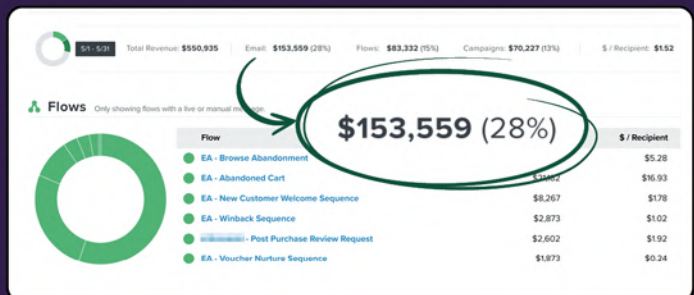 5/1 - 5/31 Total Revenue: $550,935 Email: $153,559 (28%) Flows: $83,332 (15%) Campaigns: $70,227 (13%) $ / Recipient: $1.52
Flows Only showing flows with a live or manual message.
$153,559 (28%)
Flow $ / Recipient
EA - Browse Abandonment $5.28
EA - Abandoned Cart $16.93
EA - New Customer Welcome Sequence $8,267 $1.78
EA - Winback Sequence $2,873 $1.02
- Post Purchase Review Request $2,602 $1.92
EA - Voucher Nurture Sequence $1,873 $0.24